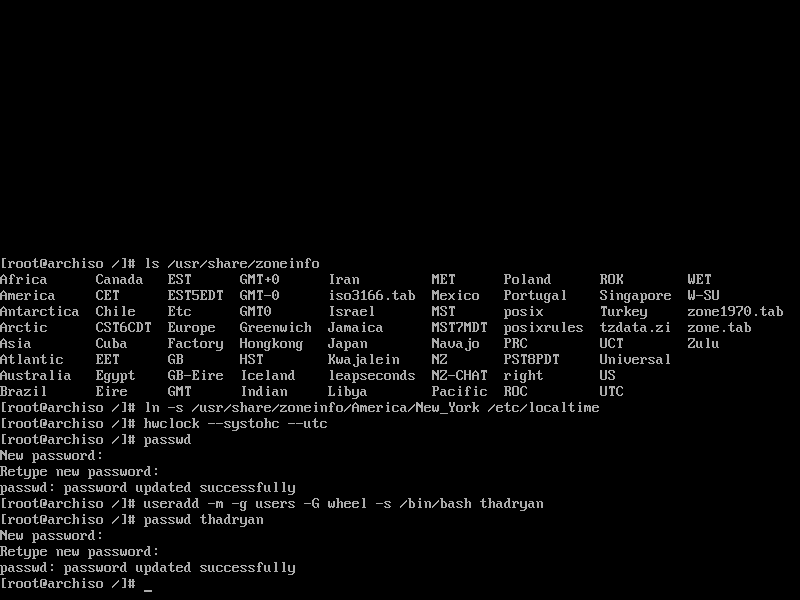 [root@archiso /]# ls /usr/share/zoneinfo
Africa Canada EST GMT+0 Iran MET Poland ROK WET
America CET EST5EDT GMT-0 iso3166.tab Mexico Portugal Singapore W-SU
Antarctica Chile Etc GMT0 Israel MST posix Turkey zone1970.tab
Arctic CST6CDT Europe Greenwich Jamaica MST7MDT posixrules tzdata.zi zone.tab
Asia Cuba Factory Hongkong Japan Navajo PRC UCT Zulu
Atlantic EET GB HST Kwajalein NZ PST8PDT Universal
Australia Egypt GB-Eire Iceland leapseconds NZ-CHAT right US
Brazil Eire GMT Indian Libya Pacific ROC UTC
[root@archiso /]# ln -s /usr/share/zoneinfo/America/New_York /etc/localtime
[root@archiso /]# hwclock --systohc --utc
[root@archiso /]# passwd
New password:
Retype new password:
passwd: password updated successfully
[root@archiso /]# useradd -m -g users -G wheel -s /bin/bash thadryan
[root@archiso /]# passwd thadryan
New password:
Retype new password:
passwd: password updated successfully
[root@archiso /]# _